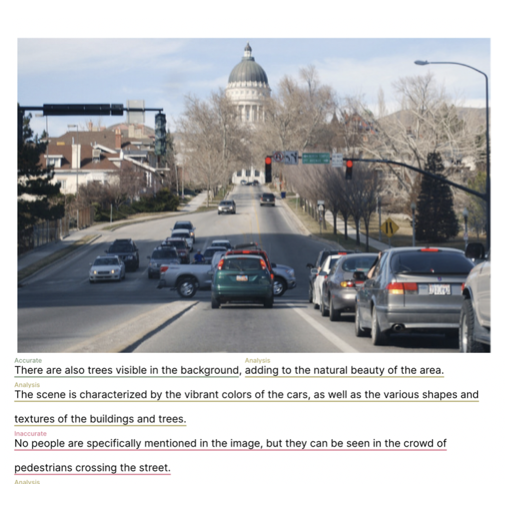 Accurate Analysis
There are also trees visible in the background, adding to the natural beauty of the area.
Analysis
The scene is characterized by the vibrant colors of the cars, as well as the various shapes and
textures of the buildings and trees.
Inaccurate
No people are specifically mentioned in the image, but they can be seen in the crowd of
pedestrians crossing the street.
Analysis